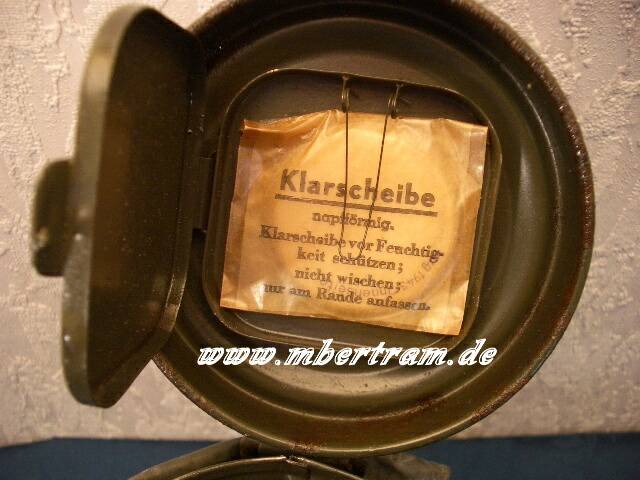 Klarscheibe
napfförmig.
Klarscheibe vor Feuchtig-
keit schützen;
nicht wischen;
nur am Rande anfassen.
www.mbertram.de